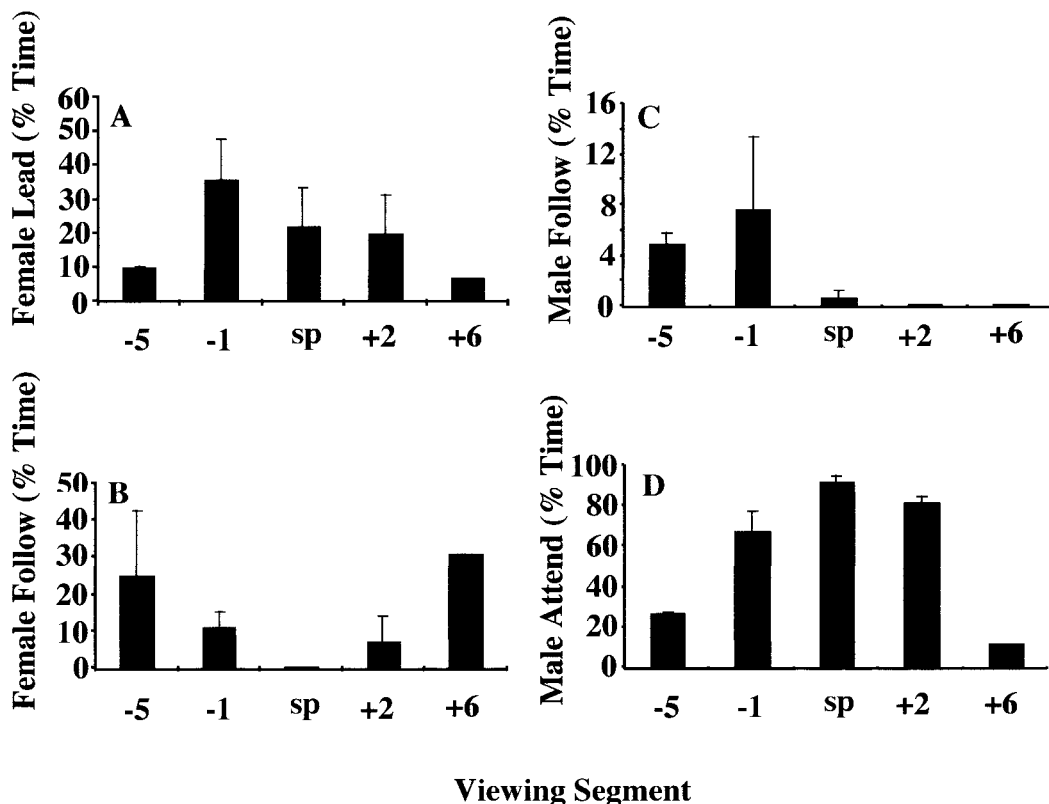 Female Lead (% Time)
60
50
40
30
20
10
0
A
-5 -1 sp +2 +6
Male Follow (% Time)
16
12
8
4
0
C
-5 -1 sp +2 +6
Female Follow (% Time)
50
40
30
20
10
0
B
-5 -1 sp +2 +6
Male Attend (% Time)
100
80
60
40
20
0
D
-5 -1 sp +2 +6
Viewing Segment